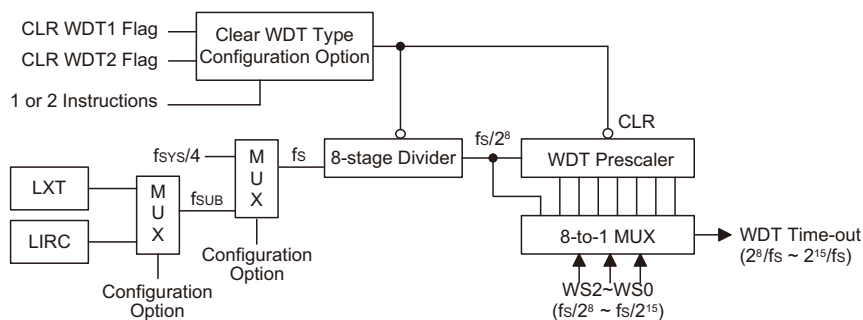 CLR WDT1 Flag
CLR WDT2 Flag
1 or 2 Instructions
Clear WDT Type
Configuration Option
CLR
fSYS/4
M
U
X
fS
8-stage Divider
fS/2⁸
WDT Prescaler
LXT
LIRC
M
U
X
fSUB
Configuration
Option
Configuration
Option
8-to-1 MUX
WDT Time-out
(2⁸/fS ~ 2¹⁵/fS)
WS2~WS0
(fS/2⁸ ~ fS/2¹⁵)